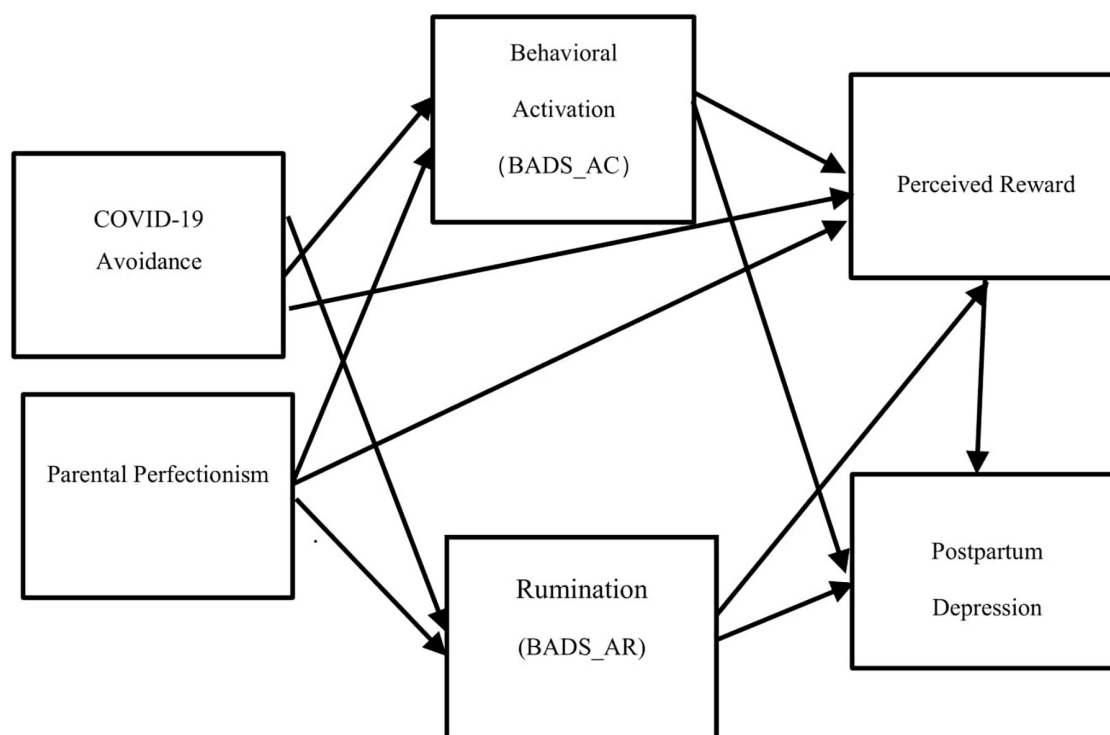 Behavioral
Activation
(BADS_AC)
Perceived Reward
COVID-19
Avoidance
Parental Perfectionism
Rumination
(BADS_AR)
Postpartum
Depression